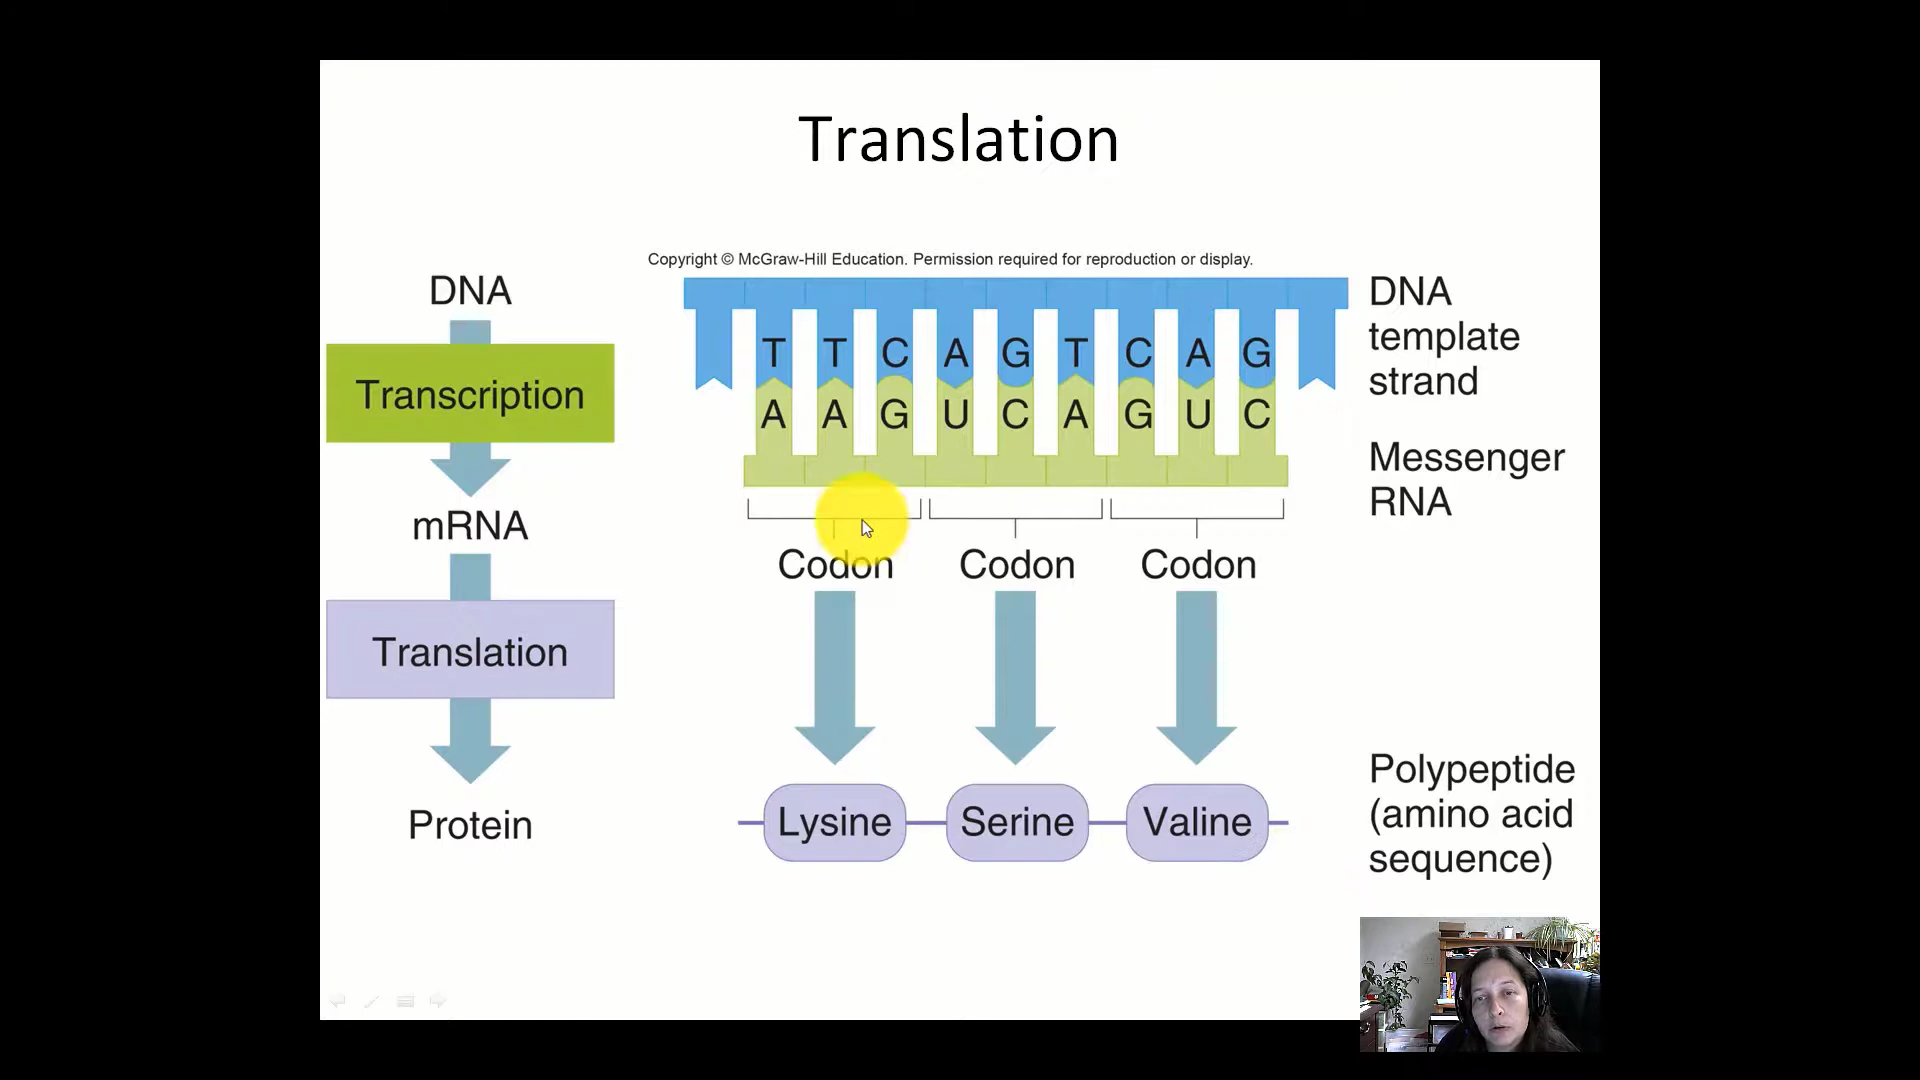 Translation
Copyright © McGraw-Hill Education. Permission required for reproduction or display.
DNA
Transcription
mRNA
Translation
Protein
T T C A G T C A G
A A G U C A G U C
Codon Codon Codon
Lysine Serine Valine
DNA
template
strand
Messenger
RNA
Polypeptide
(amino acid
sequence)